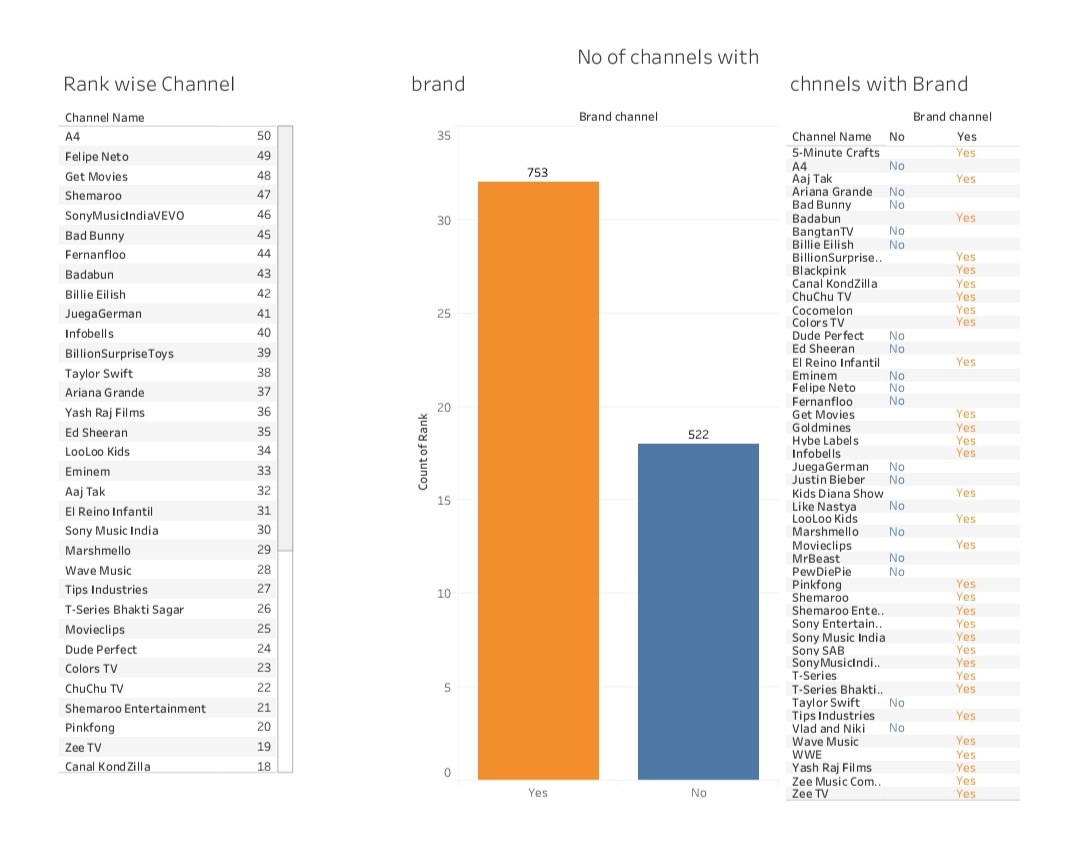 Rank wise Channel
Channel Name
A4 50
Felipe Neto 49
Get Movies 48
Shemaroo 47
SonyMusicIndiaVEVO 46
Bad Bunny 45
Fernanfloo 44
Badabun 43
Billie Eilish 42
JuegaGerman 41
Infobells 40
BillionSurpriseToys 39
Taylor Swift 38
Ariana Grande 37
Yash Raj Films 36
Ed Sheeran 35
LooLoo Kids 34
Eminem 33
Aaj Tak 32
El Reino Infantil 31
Sony Music India 30
Marshmello 29
Wave Music 28
Tips Industries 27
T-Series Bhakti Sagar 26
Movieclips 25
Dude Perfect 24
Colors TV 23
ChuChu TV 22
Shemaroo Entertainment 21
Pinkfong 20
Zee TV 19
Canal KondZilla 18
No of channels with
brand
Brand channel
35
30
25
20
15
10
5
0
Count of Rank
753
522
Yes No
chnnels with Brand
Brand channel
Channel Name No Yes
5-Minute Crafts Yes
A4 No
Aaj Tak Yes
Ariana Grande No
Bad Bunny No
Badabun Yes
BangtanTV No
Billie Eilish No
BillionSurprise.. Yes
Blackpink Yes
Canal KondZilla Yes
ChuChu TV Yes
Cocomelon Yes
Colors TV Yes
Dude Perfect No
Ed Sheeran No
El Reino Infantil Yes
Eminem No
Felipe Neto No
Fernanfloo No
Get Movies Yes
Goldmines Yes
Hybe Labels Yes
Infobells Yes
JuegaGerman No
Justin Bieber No
Kids Diana Show Yes
Like Nastya No
LooLoo Kids Yes
Marshmello No
Movieclips Yes
MrBeast No
PewDiePie No
Pinkfong Yes
Shemaroo Yes
Shemaroo Ente.. Yes
Sony Entertain.. Yes
Sony Music India Yes
Sony SAB Yes
SonyMusicIndi.. Yes
T-Series Yes
T-Series Bhakti.. Yes
Taylor Swift No
Tips Industries Yes
Vlad and Niki No
Wave Music Yes
WWE Yes
Yash Raj Films Yes
Zee Music Com.. Yes
Zee TV Yes